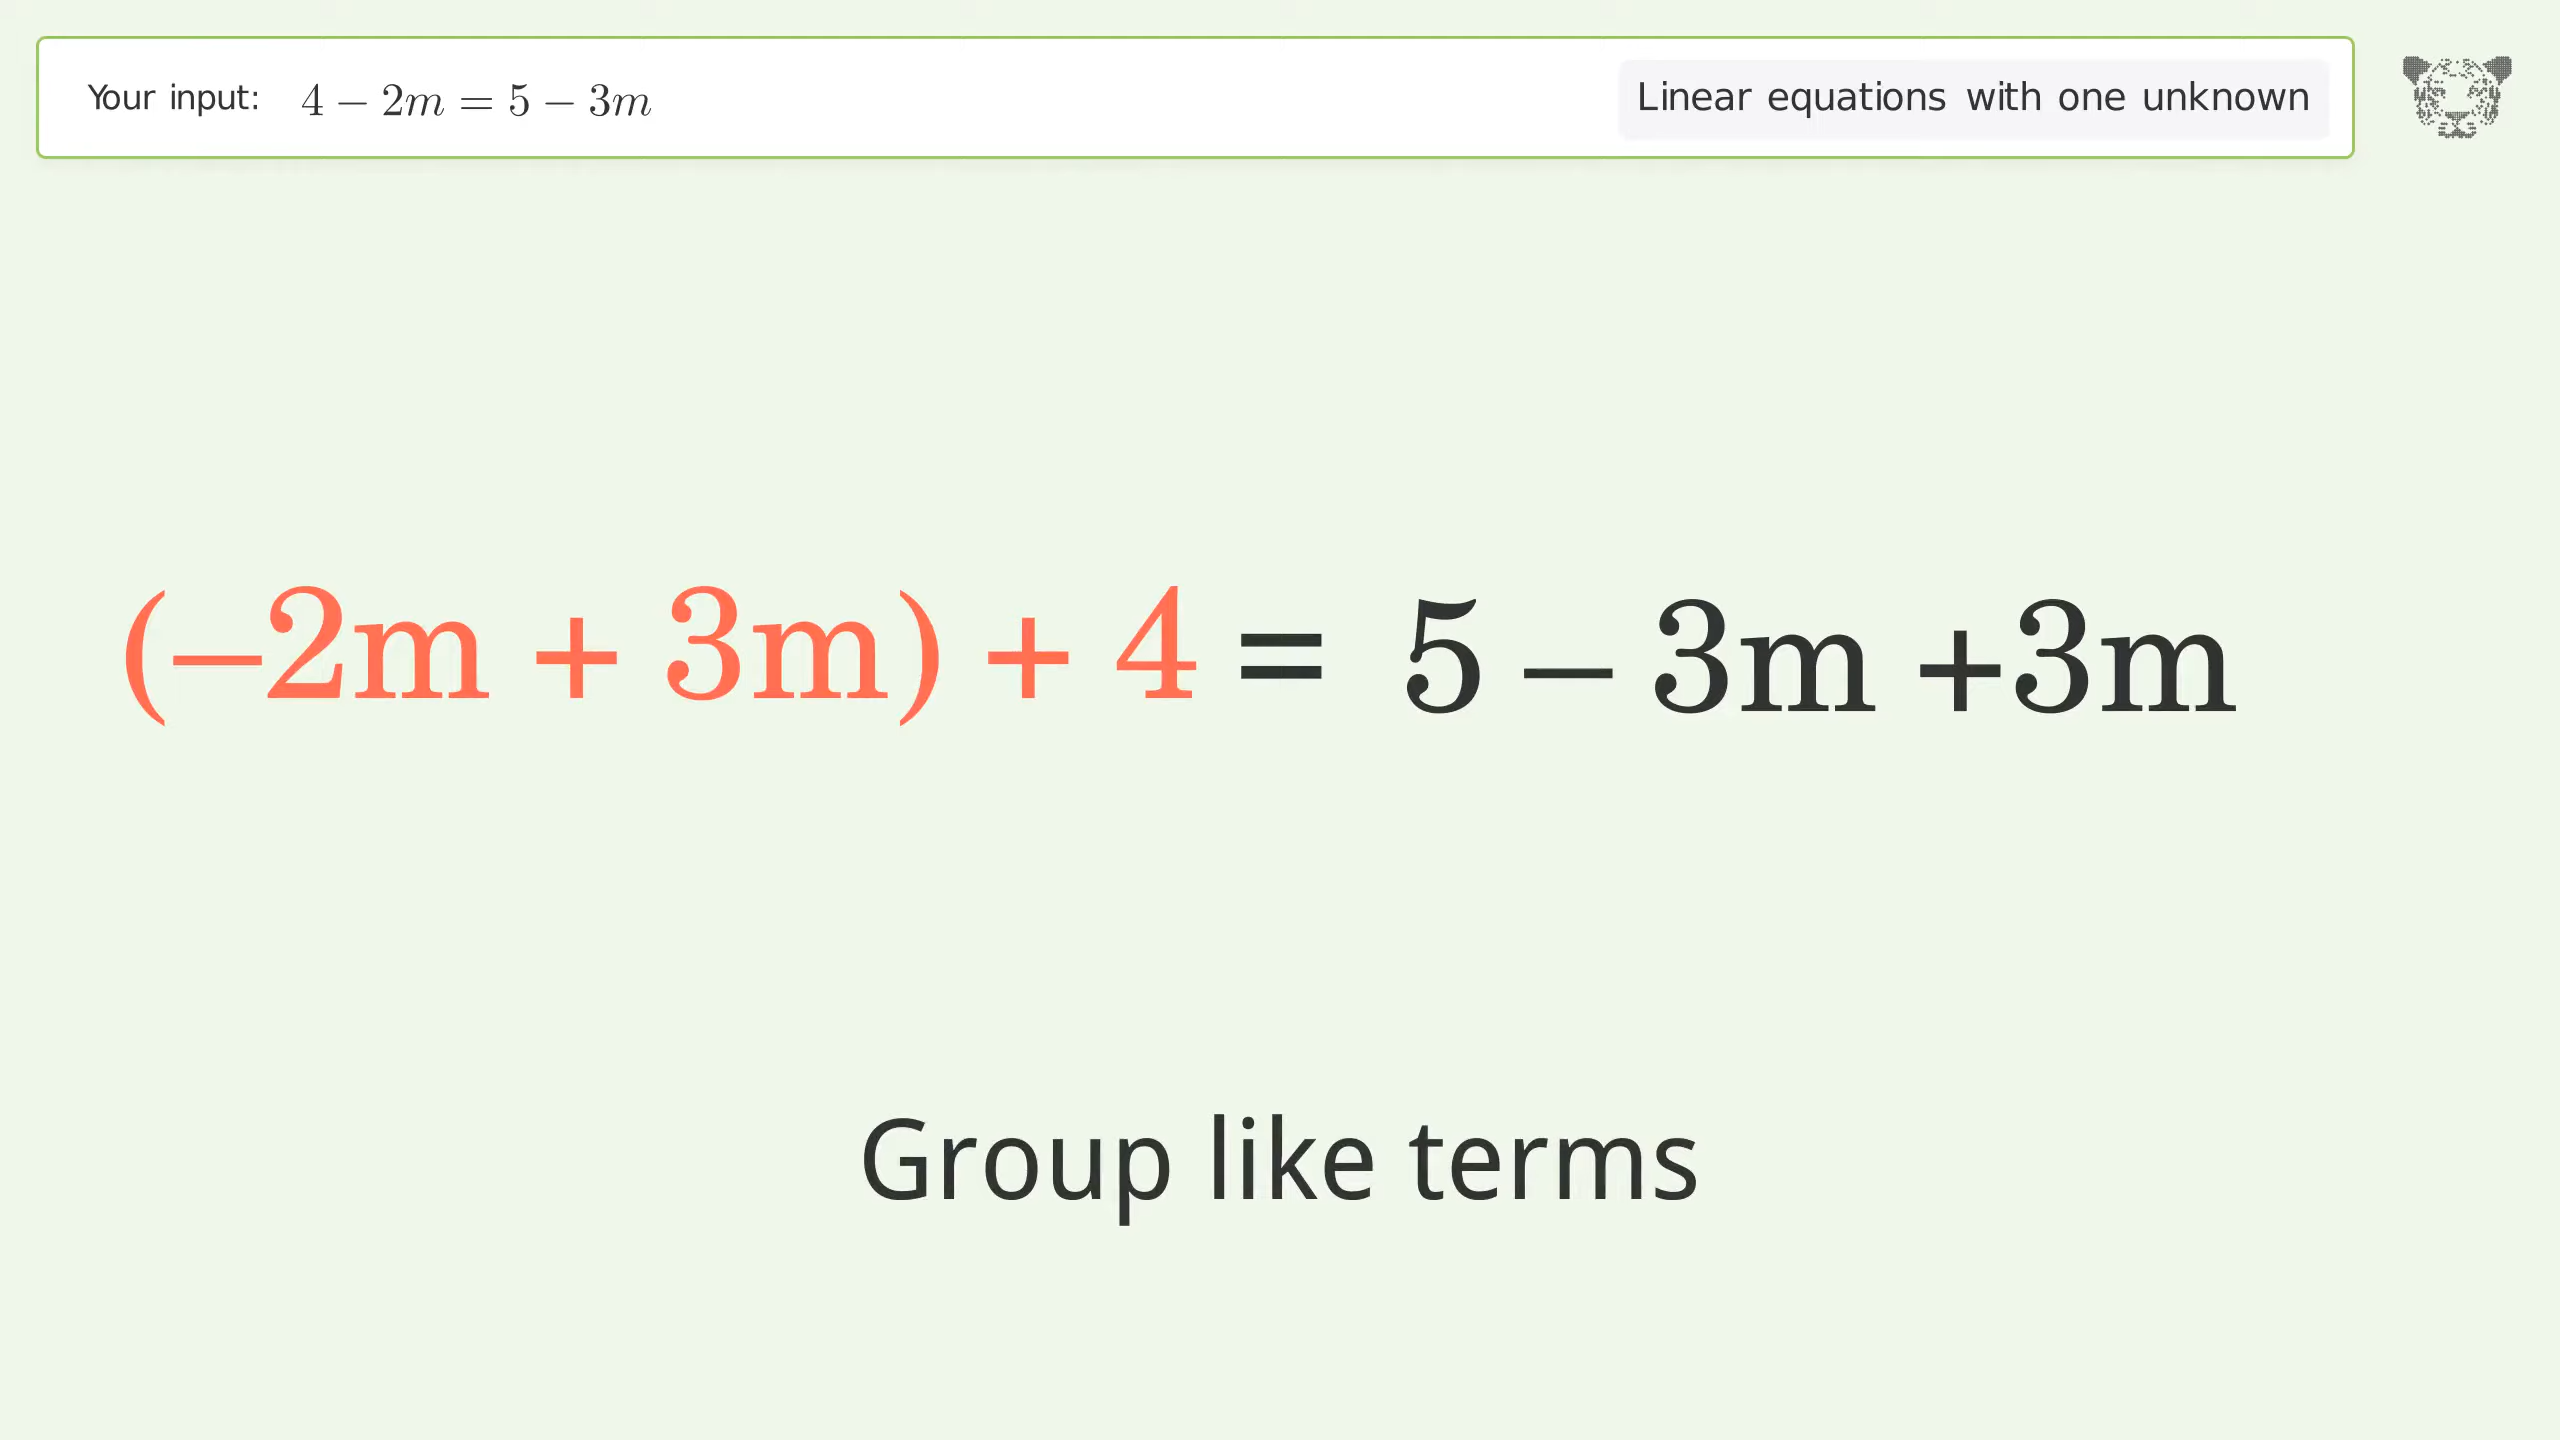 Your input: 4 − 2m = 5 − 3m
Linear equations with one unknown
(−2m + 3m) + 4 = 5 − 3m +3m
Group like terms